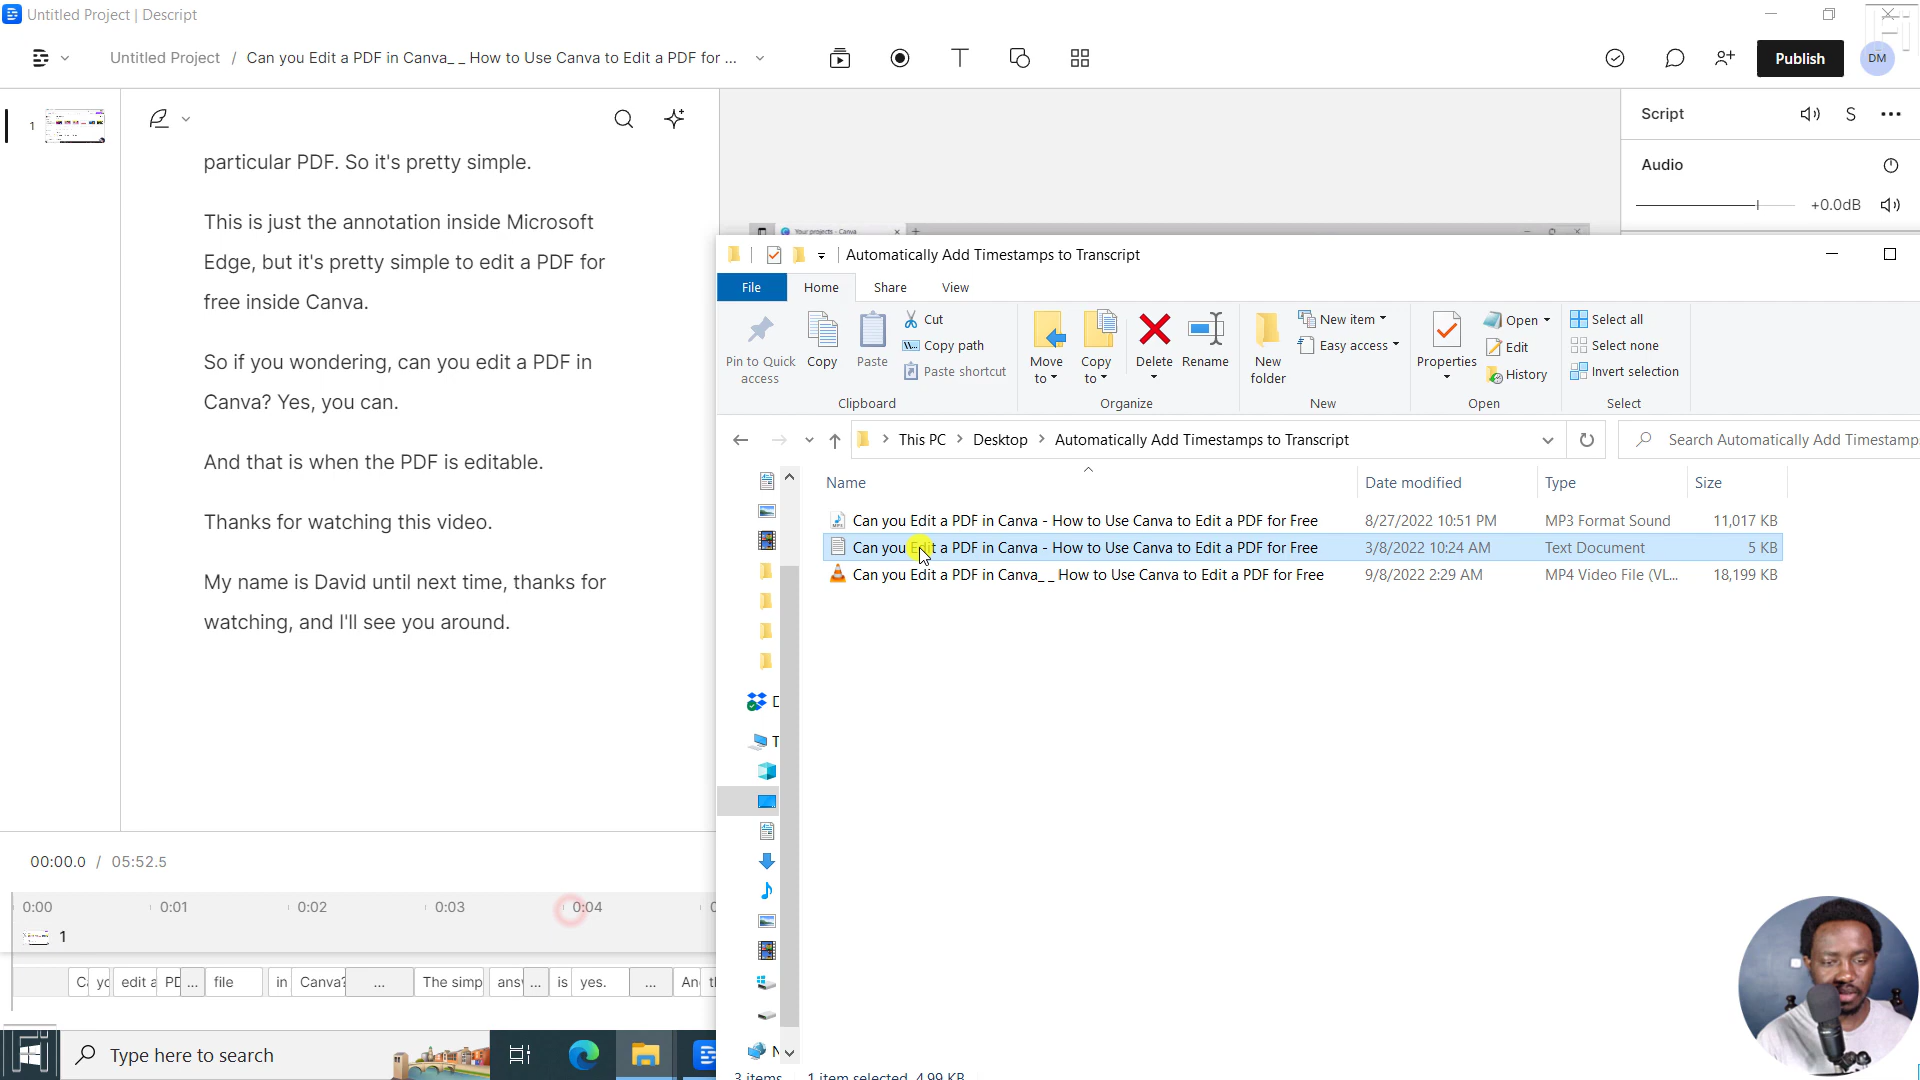 Untitled Project | Descript
Untitled Project / Can you Edit a PDF in Canva_ _ How to Use Canva to Edit a PDF for ...
Publish
DM
1
particular PDF. So it's pretty simple.
This is just the annotation inside Microsoft
Edge, but it's pretty simple to edit a PDF for
free inside Canva.
So if you wondering, can you edit a PDF in
Canva? Yes, you can.
And that is when the PDF is editable.
Thanks for watching this video.
My name is David until next time, thanks for
watching, and I'll see you around.
Script
S
Audio
+0.0dB
Your projects - Canva
Automatically Add Timestamps to Transcript
File
Home
Share
View
Pin to Quick
access
Copy
Paste
Cut
Copy path
Paste shortcut
Clipboard
Move
to
Copy
to
Delete
Rename
Organize
New
folder
New item
Easy access
New
Properties
Open
Edit
History
Open
Select all
Select none
Invert selection
Select
This PC > Desktop > Automatically Add Timestamps to Transcript
Search Automatically Add Timestamps
Name
Date modified
Type
Size
Can you Edit a PDF in Canva - How to Use Canva to Edit a PDF for Free 8/27/2022 10:51 PM MP3 Format Sound 11,017 KB
Can you Edit a PDF in Canva - How to Use Canva to Edit a PDF for Free 3/8/2022 10:24 AM Text Document 5 KB
Can you Edit a PDF in Canva_ _ How to Use Canva to Edit a PDF for Free 9/8/2022 2:29 AM MP4 Video File (VL... 18,199 KB
3 items
1 item selected 4.99 KB
00:00.0 / 05:52.5
0:00
0:01
0:02
0:03
0:04
1
edit a
...
file
in
Canva?
...
The simp
...
is
yes.
...
Type here to search